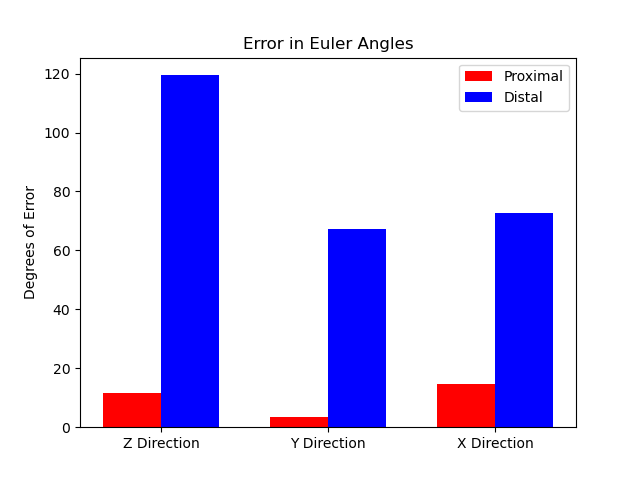 Error in Euler Angles
Proximal
Distal
Degrees of Error
120
100
80
60
40
20
0
Z Direction
Y Direction
X Direction